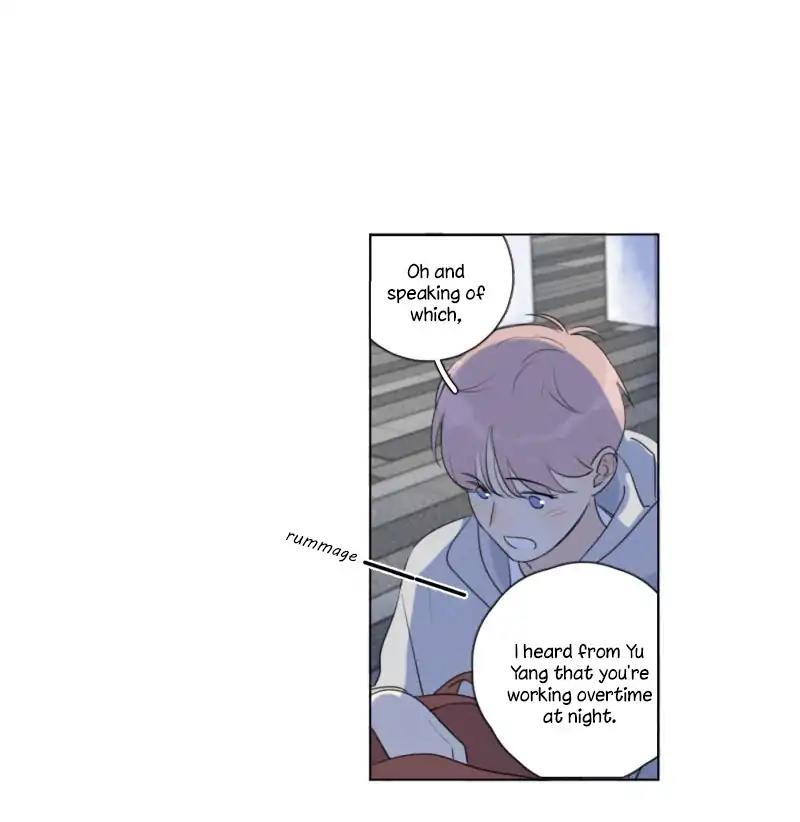 Oh and
speaking of
which,
rummage
I heard from Yu
Yang that you're
working overtime
at night.